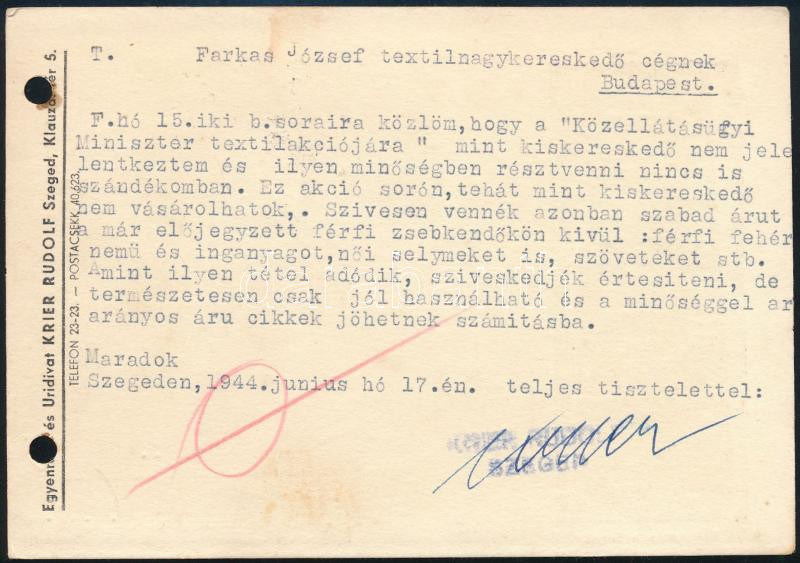 T. Farkas József textilnagykereskedő cégnek
Budapest.
F.hó 15.iki b.soraira közlöm,hogy a "Közellátásügyi
Miniszter textilakciójára " mint kiskereskedő nem jele
lentkeztem és ilyen minőségben résztvenni nincs is
szándékomban. Ez akció sorón,tehát mint kiskereskedő
nem vásárolhatok,. Szivesen vennék azonban szabad árut
a már előjegyzett férfi zsebkendőkön kivül :férfi fehér
nemü és inganyagot,női selymeket is, szöveteket stb.
Amint ilyen tétel adódik, sziveskedjék értesiteni, de
természetesen csak jól használható és a minőséggel ar
arányos áru cikkek jöhetnek számitásba.
Maradok
Szegeden,1944.junius hó 17.én. teljes tisztelettel:
és Uridivat KRIER RUDOLF Szeged, Klauzál tér 5.
TELEFON 23-23. — POSTACSEKK 40.623.